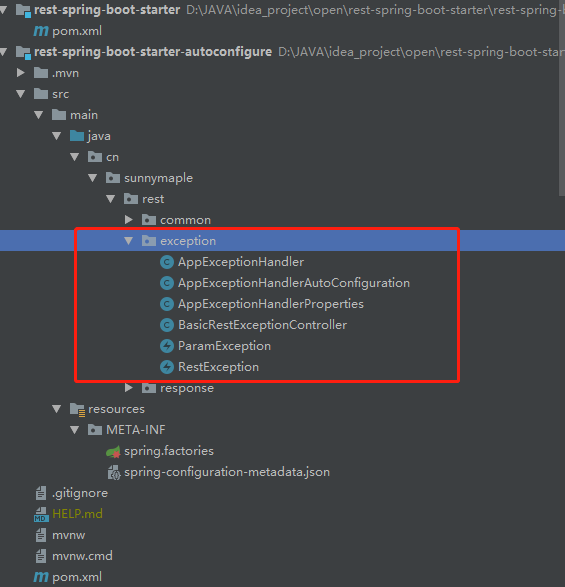 rest-spring-boot-starter D:\JAVA\idea_project\open\rest-spring-boot-starter\rest-spring-b
pom.xml
rest-spring-boot-starter-autoconfigure D:\JAVA\idea_project\open\rest-spring-boot-star
.mvn
src
main
java
cn
sunnymaple
rest
common
exception
C AppExceptionHandler
C AppExceptionHandlerAutoConfiguration
C AppExceptionHandlerProperties
C BasicRestExceptionController
ParamException
RestException
response
resources
META-INF
spring.factories
spring-configuration-metadata.json
.gitignore
MD HELP.md
mvnw
mvnw.cmd
pom.xml